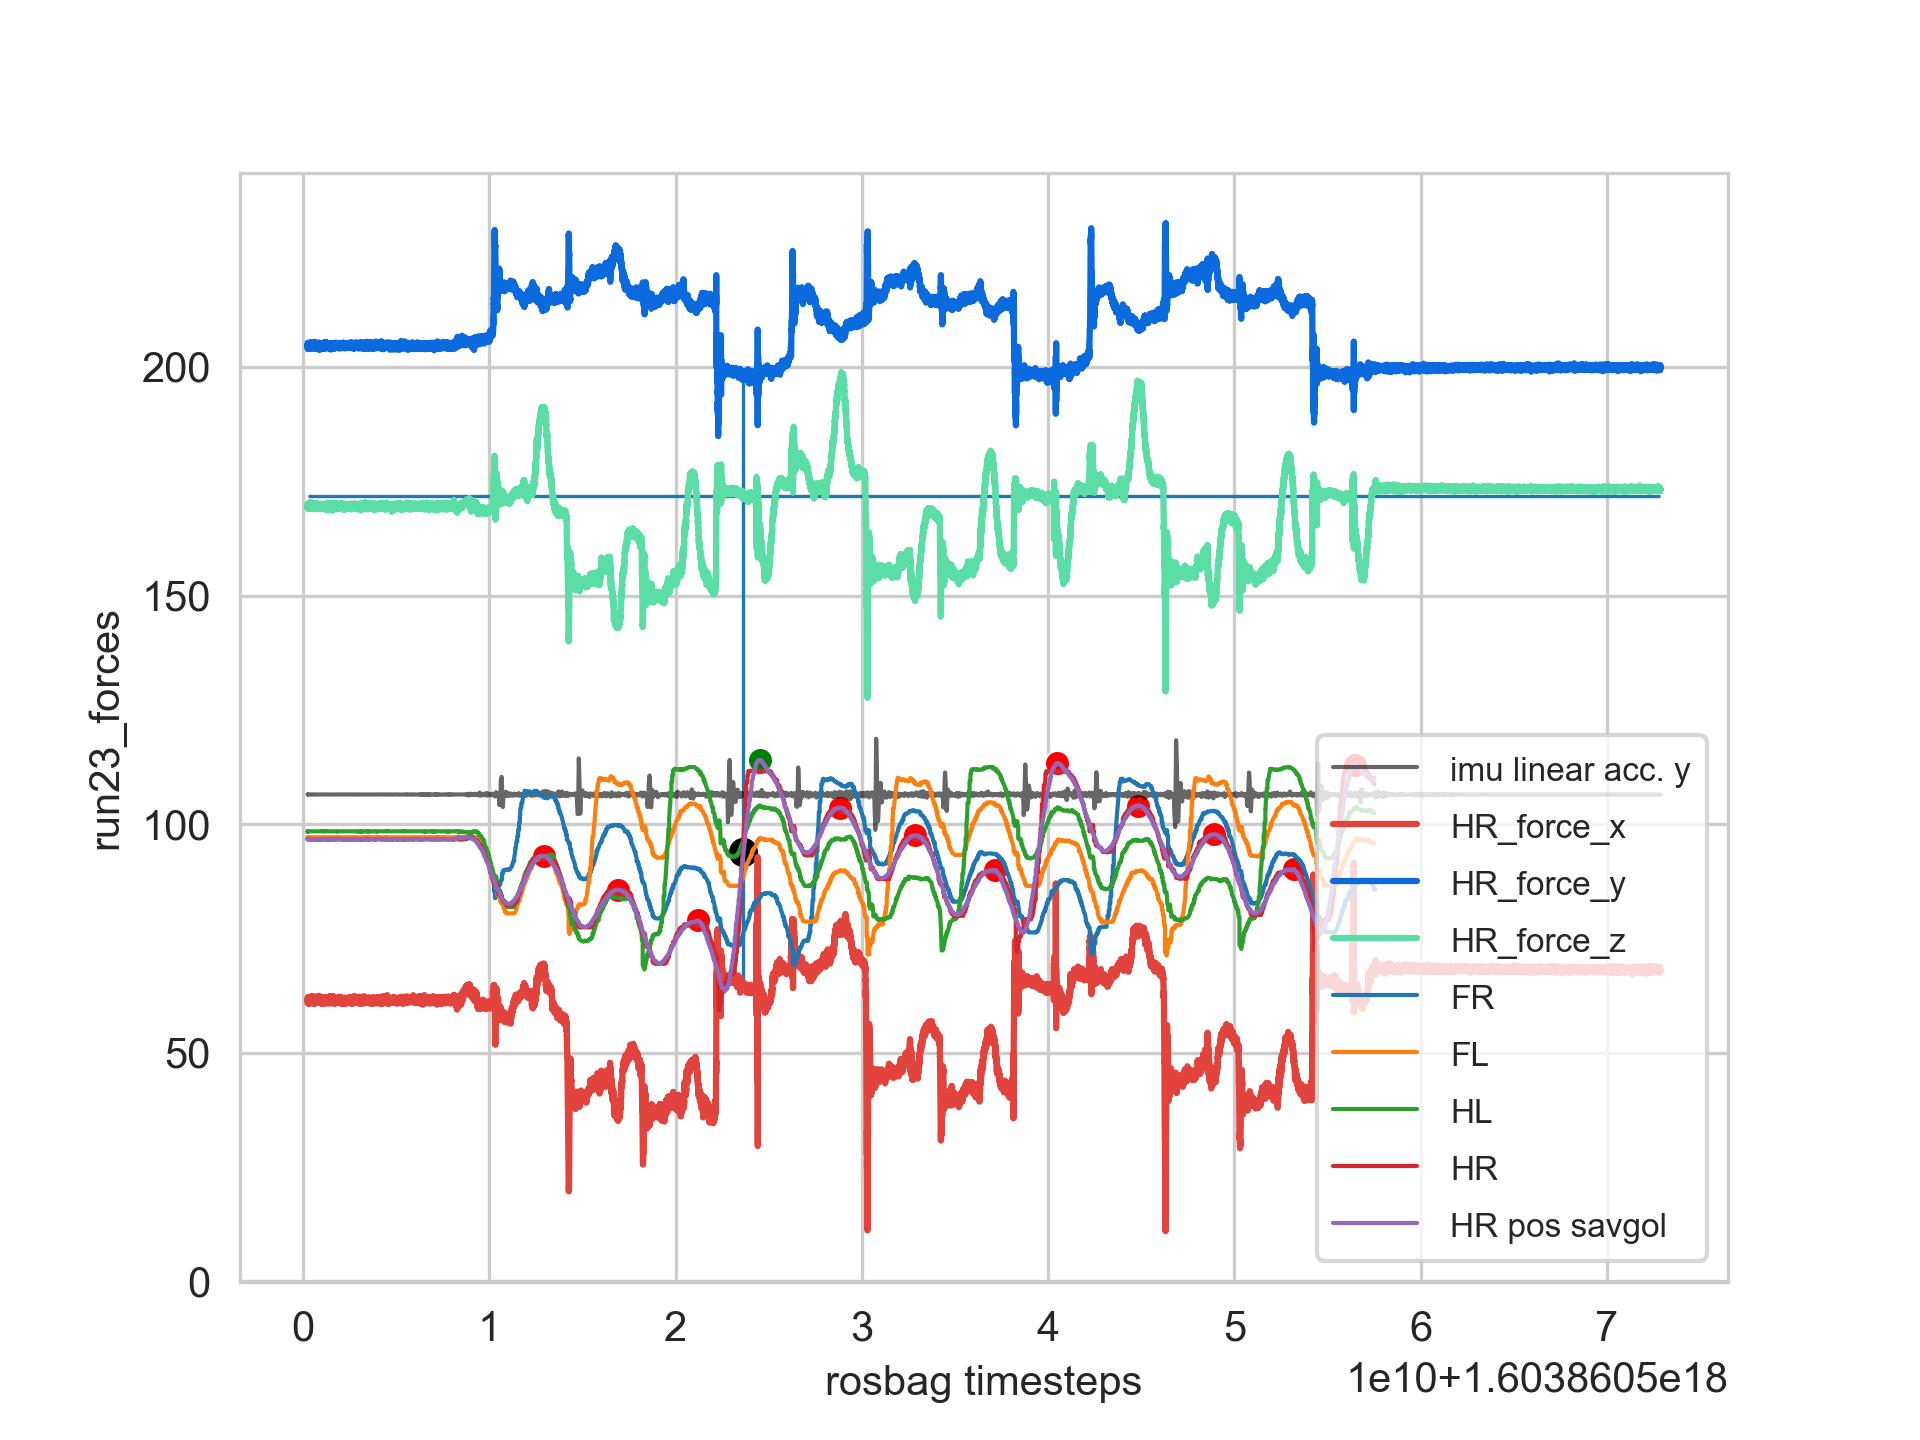 run23_forces
200
150
100
50
0
0 1 2 3 4 5 6 7
rosbag timesteps
1e10+1.6038605e18
imu linear acc. y
HR_force_x
HR_force_y
HR_force_z
FR
FL
HL
HR
HR pos savgol